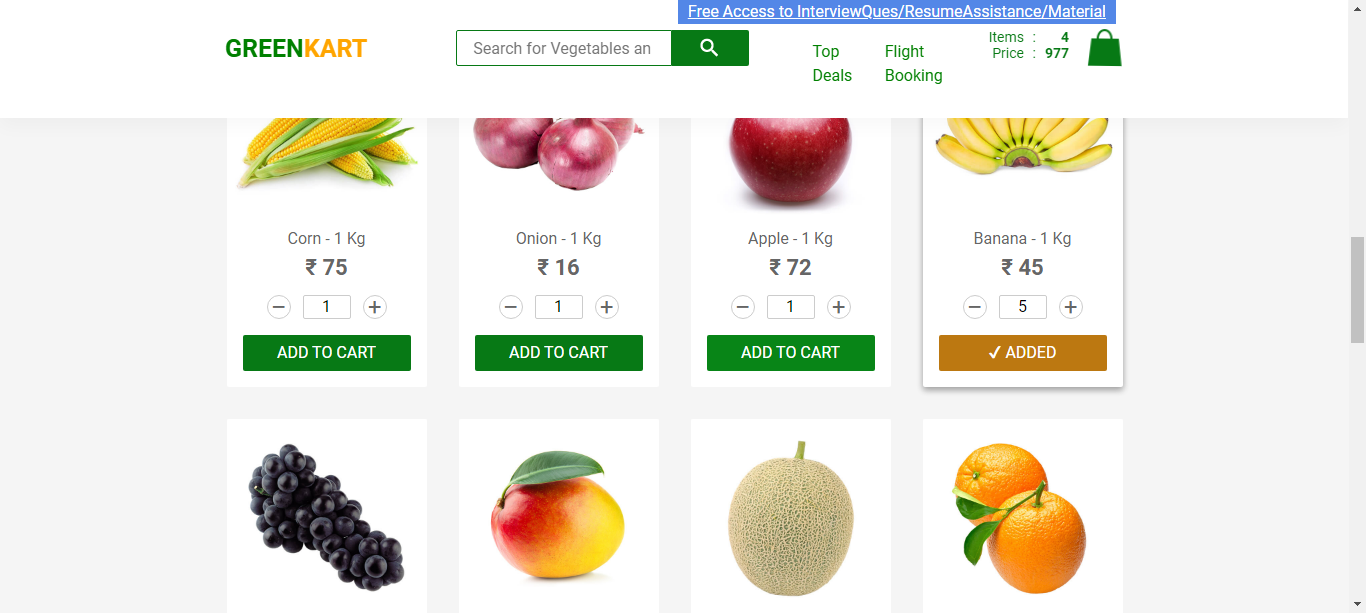 Free Access to InterviewQues/ResumeAssistance/Material
GREENKART
Search for Vegetables an
Top Deals
Flight Booking
Items : 4
Price : 977
Corn - 1 Kg
₹ 75
− 1 +
ADD TO CART
Onion - 1 Kg
₹ 16
− 1 +
ADD TO CART
Apple - 1 Kg
₹ 72
− 1 +
ADD TO CART
Banana - 1 Kg
₹ 45
− 5 +
✓ ADDED